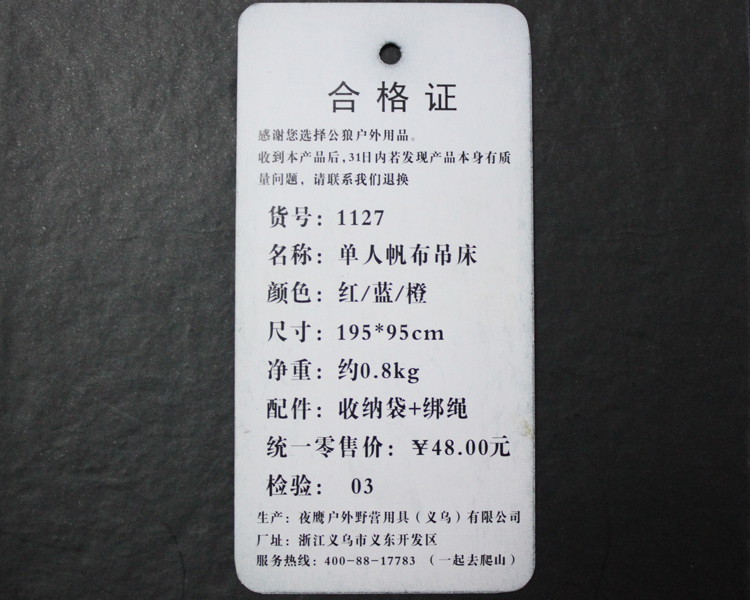 合格证
感谢您选择公狼户外用品。
收到本产品后,31日内若发现产品本身有质
量问题，请联系我们退换
货号：1127
名称：单人帆布吊床
颜色：红/蓝/橙
尺寸：195*95cm
净重：约0.8kg
配件：收纳袋+绑绳
统一零售价：￥48.00元
检验： 03
生产：夜鹰户外野营用具（义乌）有限公司
厂址：浙江义乌市义东开发区
服务热线：400-88-17783 （一起去爬山）